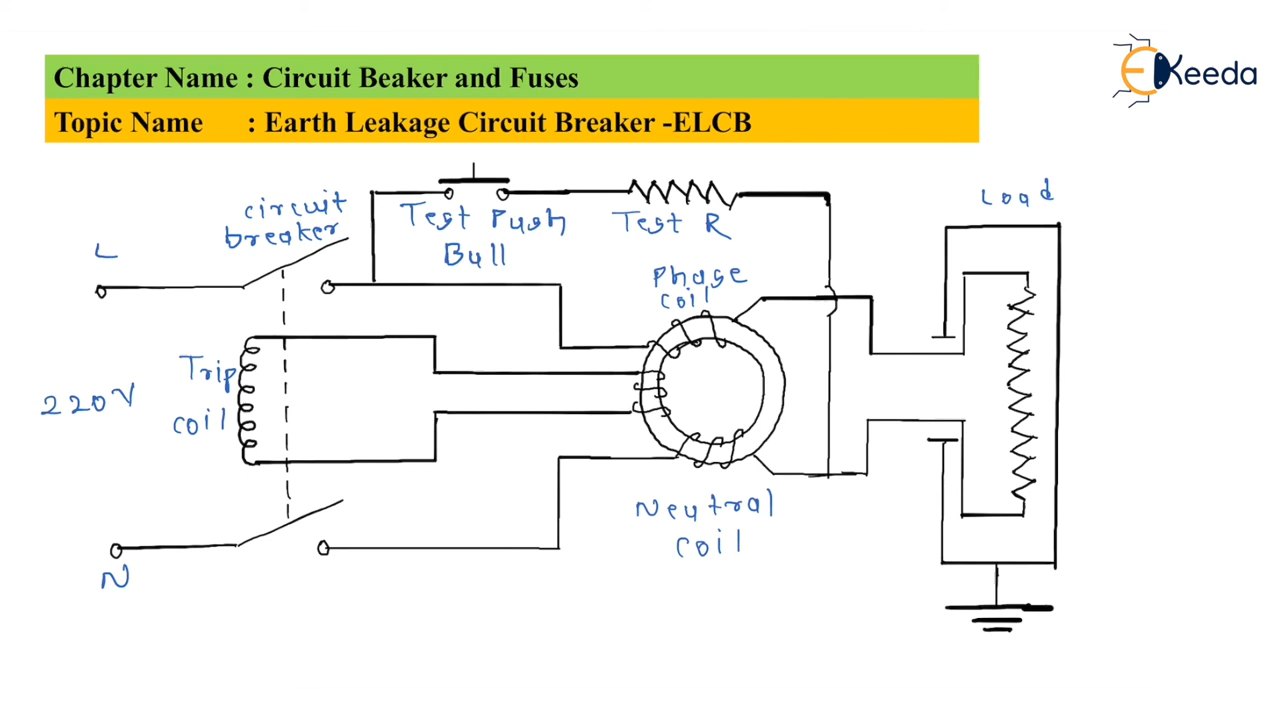 Chapter Name : Circuit Beaker and Fuses
Topic Name : Earth Leakage Circuit Breaker -ELCB
EKeeda
circuit
breaker
Test Push
Bull
Test R
Load
L
Phase
coil
Trip
coil
220V
Neutral
coil
N